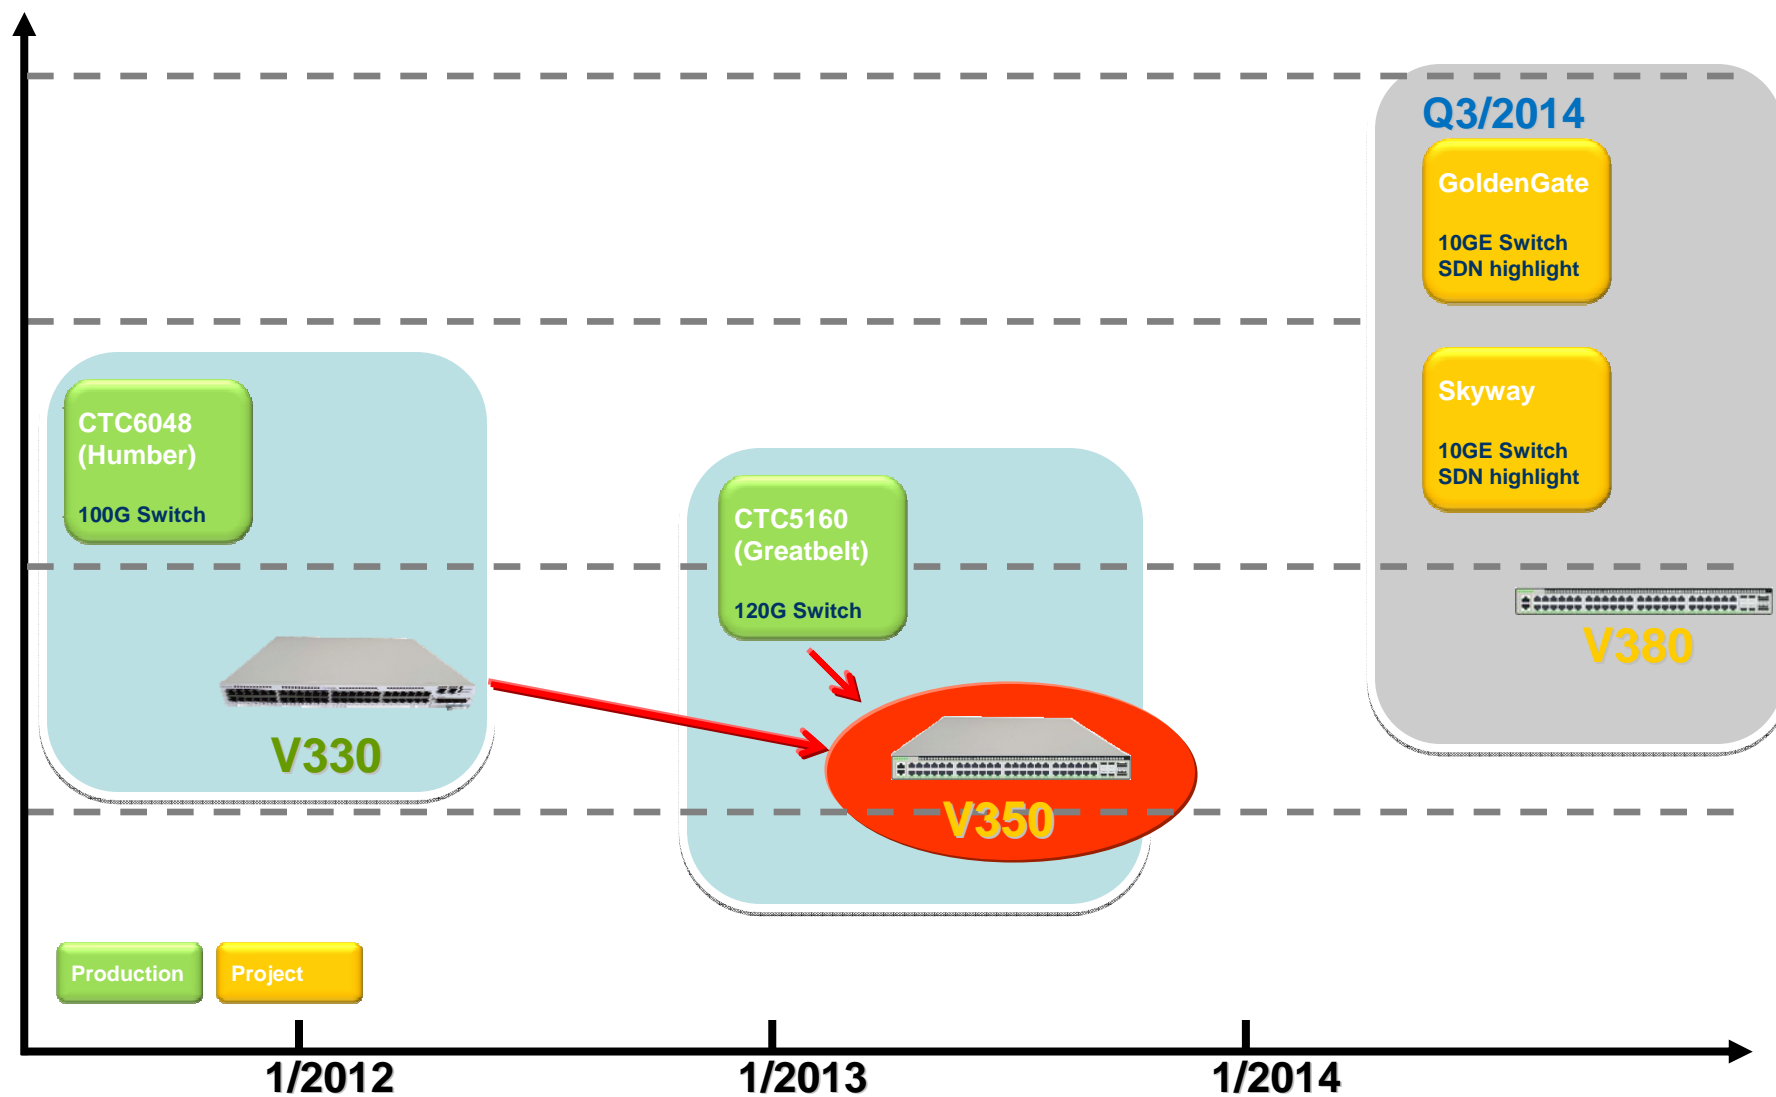 Q3/2014
GoldenGate
10GE Switch
SDN highlight
Skyway
10GE Switch
SDN highlight
V380
CTC6048
(Humber)
100G Switch
V330
CTC5160
(Greatbelt)
120G Switch
V350
Production
Project
1/2012
1/2013
1/2014